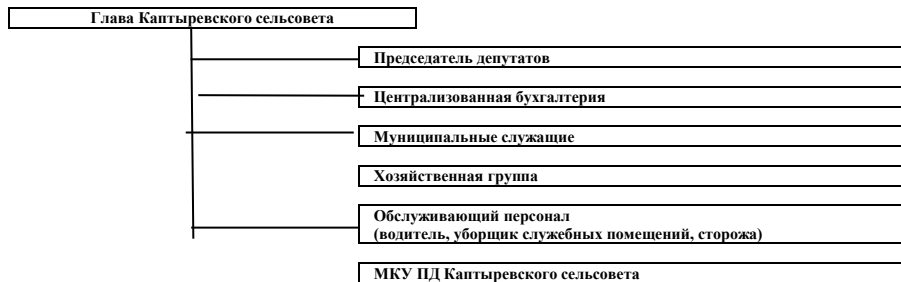 Глава Каптыревского сельсовета
Председатель депутатов
Централизованная бухгалтерия
Муниципальные служащие
Хозяйственная группа
Обслуживающий персонал
(водитель, уборщик служебных помещений, сторожа)
МКУ ПД Каптыревского сельсовета